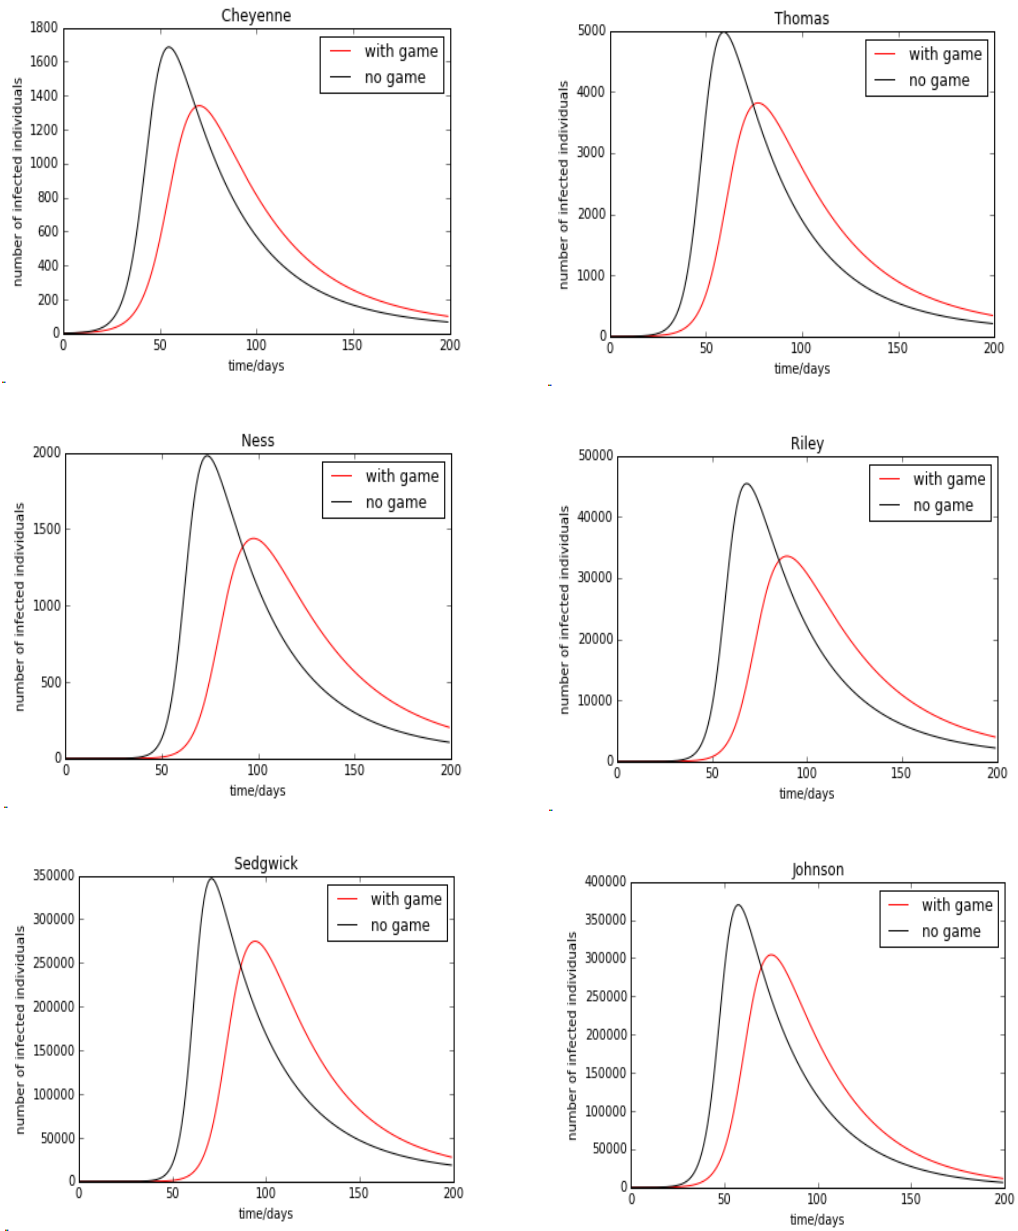 Cheyenne
1800
1600
1400
1200
1000
800
600
400
200
0
number of infected individuals
with game
no game
0 50 100 150 200
time/days
Thomas
5000
4000
3000
2000
1000
0
number of infected individuals
with game
no game
0 50 100 150 200
time/days
Ness
2000
1500
1000
500
0
number of infected individuals
with game
no game
0 50 100 150 200
time/days
Riley
50000
40000
30000
20000
10000
0
number of infected individuals
with game
no game
0 50 100 150 200
time/days
Sedgwick
350000
300000
250000
200000
150000
100000
50000
0
number of infected individuals
with game
no game
0 50 100 150 200
time/days
Johnson
400000
350000
300000
250000
200000
150000
100000
50000
0
number of infected individuals
with game
no game
0 50 100 150 200
time/days